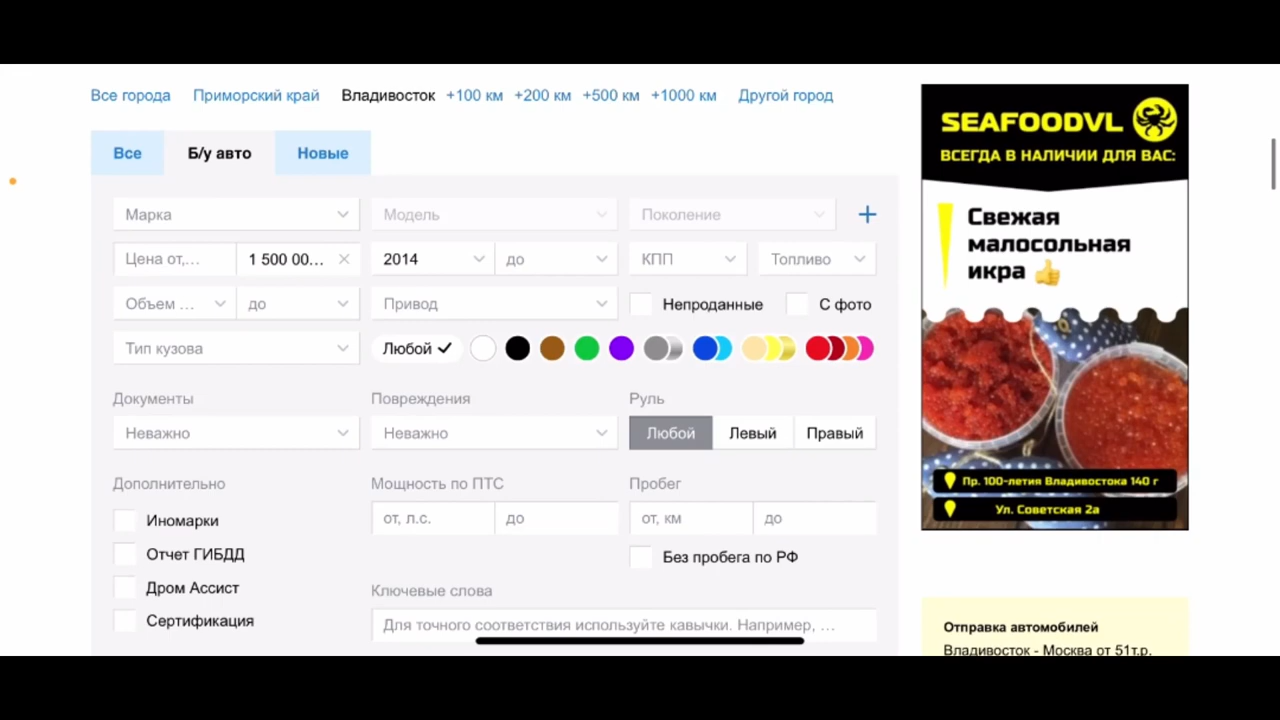 Все города Приморский край Владивосток +100 км +200 км +500 км +1000 км Другой город
Все Б/у авто Новые
Марка Модель Поколение
Цена от,... 1 500 00... 2014 до КПП Топливо
Объем ... до Привод Непроданные С фото
Тип кузова Любой
Документы Повреждения Руль
Неважно Неважно Любой Левый Правый
Дополнительно Мощность по ПТС Пробег
Иномарки от, л.с. до от, км до
Отчет ГИБДД Без пробега по РФ
Дром Ассист Ключевые слова
Сертификация Для точного соответствия используйте кавычки. Например, ...
SEAFOODVL
ВСЕГДА В НАЛИЧИИ ДЛЯ ВАС:
Свежая
малосольная
икра
Пр. 100-летия Владивостока 140 г
Ул. Советская 2а
Отправка автомобилей
Владивосток - Москва от 51т.р.